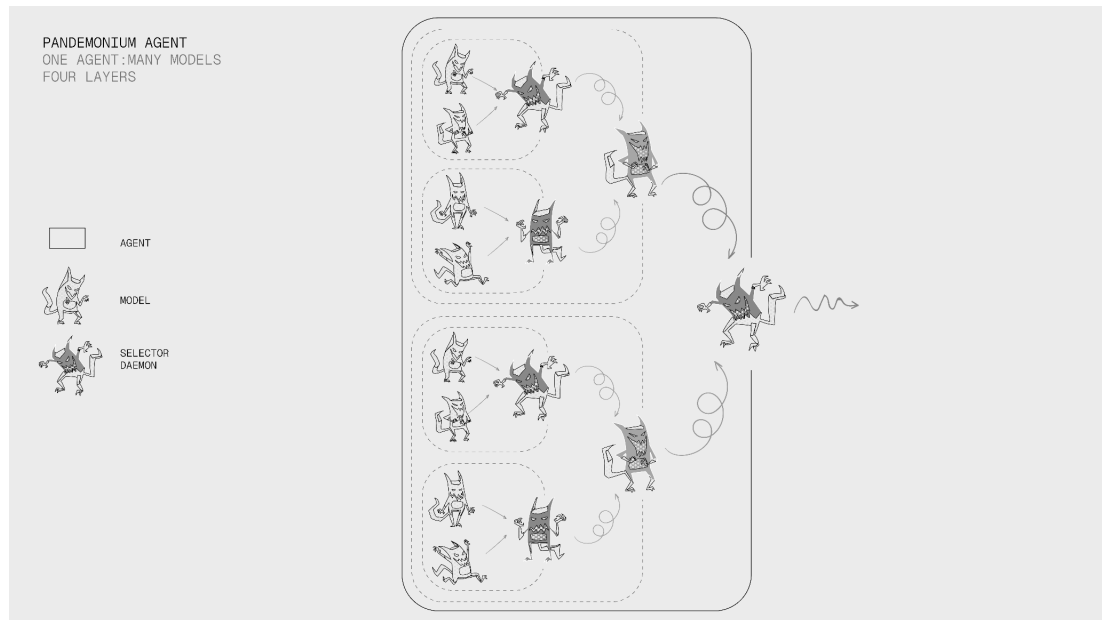 PANDEMONIUM AGENT
ONE AGENT:MANY MODELS
FOUR LAYERS
AGENT
MODEL
SELECTOR
DAEMON